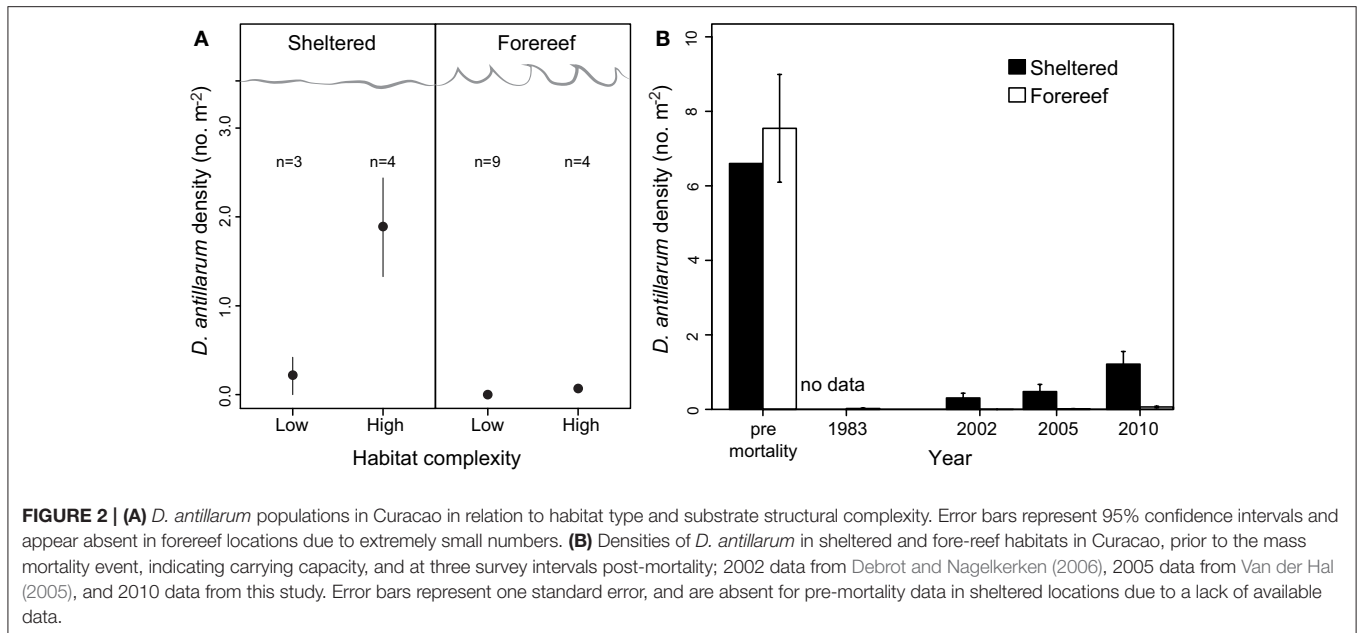 A
Sheltered
Forereef
D. antillarum density (no. m-2)
3.0
2.0
1.0
0.0
n=3
n=4
n=9
n=4
Low
High
Low
High
Habitat complexity
B
D. antillarum density (no. m-2)
10
8
6
4
2
0
Sheltered
Forereef
no data
pre
mortality
1983
2002
2005
2010
Year
FIGURE 2 | (A) D. antillarum populations in Curacao in relation to habitat type and substrate structural complexity. Error bars represent 95% confidence intervals and
appear absent in forereef locations due to extremely small numbers. (B) Densities of D. antillarum in sheltered and fore-reef habitats in Curacao, prior to the mass
mortality event, indicating carrying capacity, and at three survey intervals post-mortality; 2002 data from Debrot and Nagelkerken (2006), 2005 data from Van der Hal
(2005), and 2010 data from this study. Error bars represent one standard error, and are absent for pre-mortality data in sheltered locations due to a lack of available
data.